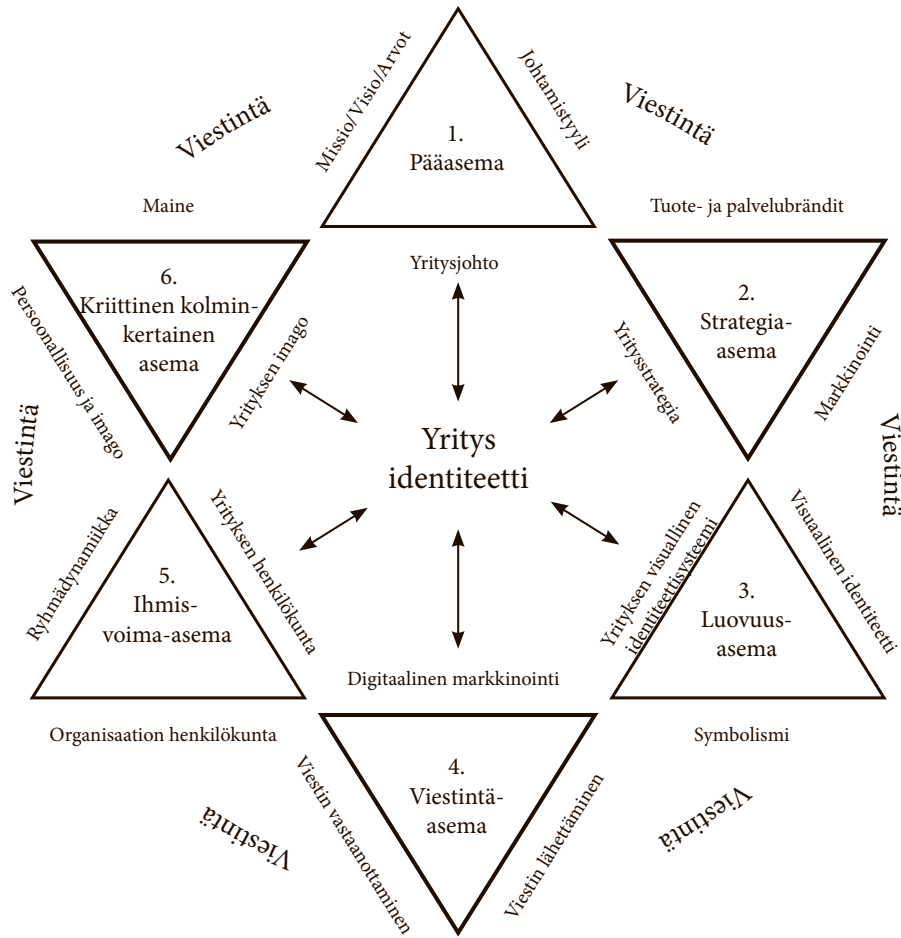 Viestintä
Missio/Visio/Arvot
Johtamistyyli
Viestintä
1.
Pääasema
Yritysjohto
Tuote- ja palvelubrändit
2.
Strategia-
asema
Yritysstrategia
Markkinointi
Viestintä
Yrityksen visuallinen
identiteettisysteemi
3.
Luovuus-
asema
Visuaalinen identiteetti
Symbolismi
Viestintä
Digitaalinen markkinointi
4.
Viestintä-
asema
Viestin vastaanottaminen
Viestin lähettäminen
Viestintä
Ryhmädynamiikka
5.
Ihmis-
voima-asema
Yrityksen henkilökunta
Organisaation henkilökunta
Viestintä
Maine
6.
Kriittinen kolmin-
kertainen
asema
Persoonallisuus ja imago
Yrityksen imago
Yritys
identiteetti